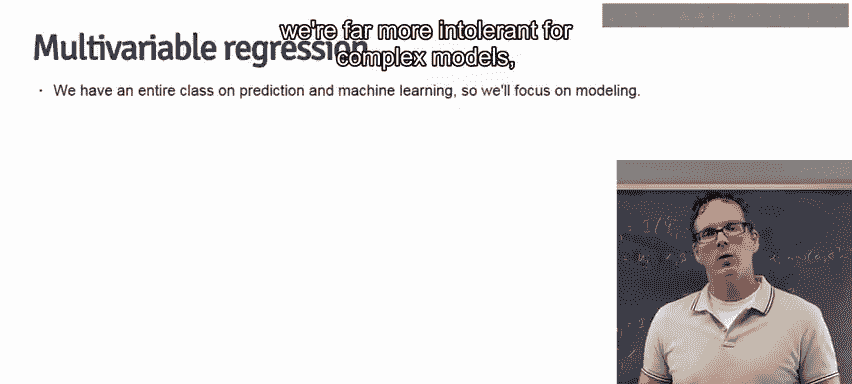 we're far more intolerant for
complex models,
Multivariable regression
· We have an entire class on prediction and machine learning, so we'll focus on modeling.